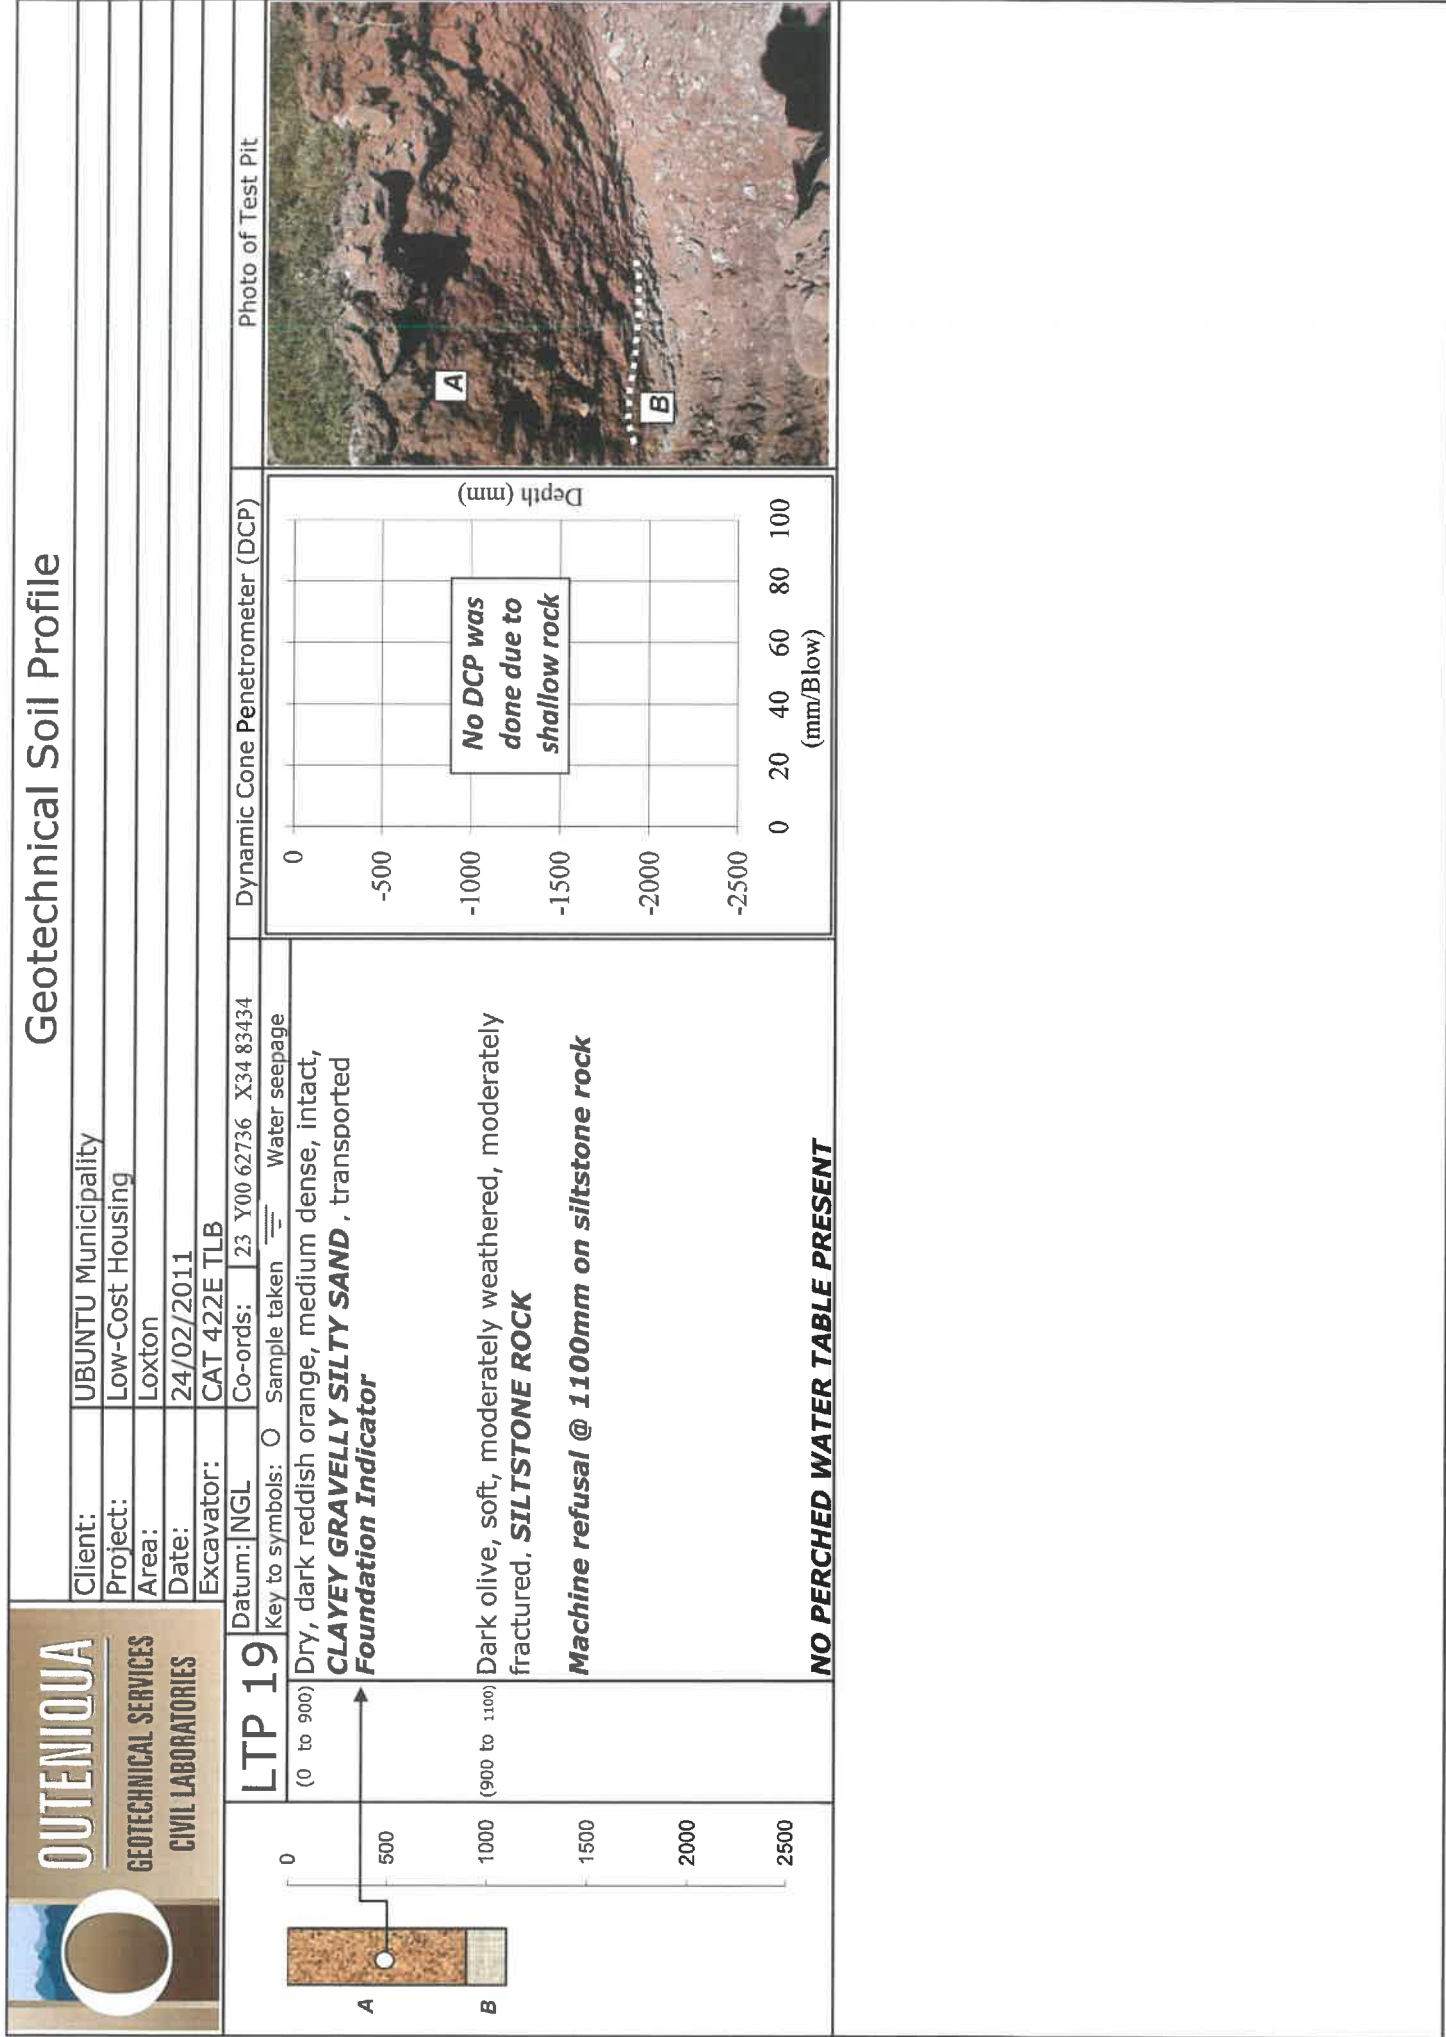 Geotechnical Soil Profile
OUTENIQUA
GEOTECHNICAL SERVICES
CIVIL LABORATORIES
Client: UBUNTU Municipality
Project: Low-Cost Housing
Area: Loxton
Date: 24/02/2011
Excavator: CAT 422E TLB
LTP 19
Datum: NGL Co-ords: 23 Y00 62736 X34 83434
Key to symbols: O Sample taken Water seepage
Dynamic Cone Penetrometer (DCP)
Photo of Test Pit
0
500
1000
1500
2000
2500
A
B
(0 to 900)
Dry, dark reddish orange, medium dense, intact,
CLAYEY GRAVELLY SILTY SAND , transported
Foundation Indicator
(900 to 1100)
Dark olive, soft, moderately weathered, moderately
fractured. SILTSTONE ROCK
Machine refusal @ 1100mm on siltstone rock
NO PERCHED WATER TABLE PRESENT
0
-500
-1000
-1500
-2000
-2500
No DCP was
done due to
shallow rock
Depth (mm)
0 20 40 60 80 100
(mm/Blow)
A
B